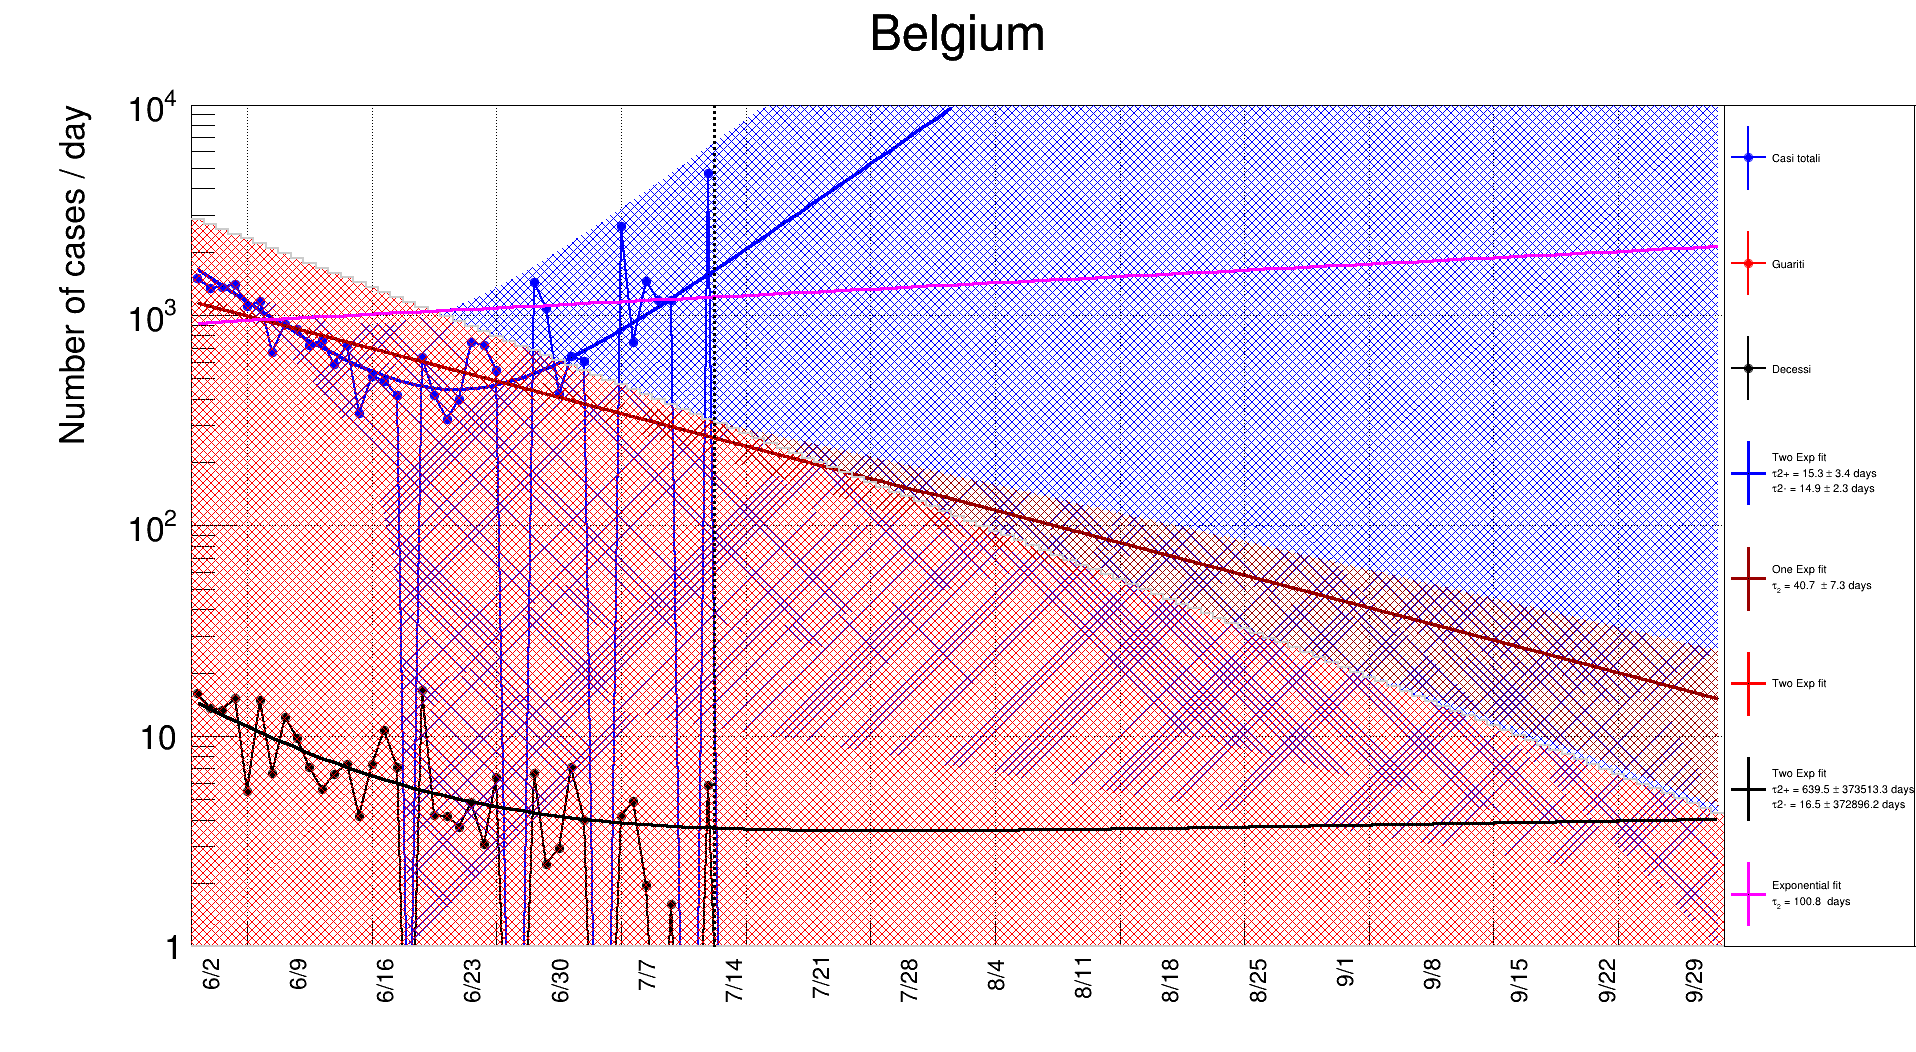 Belgium
Number of cases / day
10^4
10^3
10^2
10
1
6/2
6/9
6/16
6/23
6/30
7/7
7/14
7/21
7/28
8/4
8/11
8/18
8/25
9/1
9/8
9/15
9/22
9/29
Casi totali
Guariti
Decessi
Two Exp fit
τ2+ = 15.3 ± 3.4 days
τ2- = 14.9 ± 2.3 days
One Exp fit
τ₂ = 40.7 ± 7.3 days
Two Exp fit
Two Exp fit
τ2+ = 639.5 ± 373513.3 days
τ2- = 16.5 ± 372896.2 days
Exponential fit
τ₂ = 100.8 days